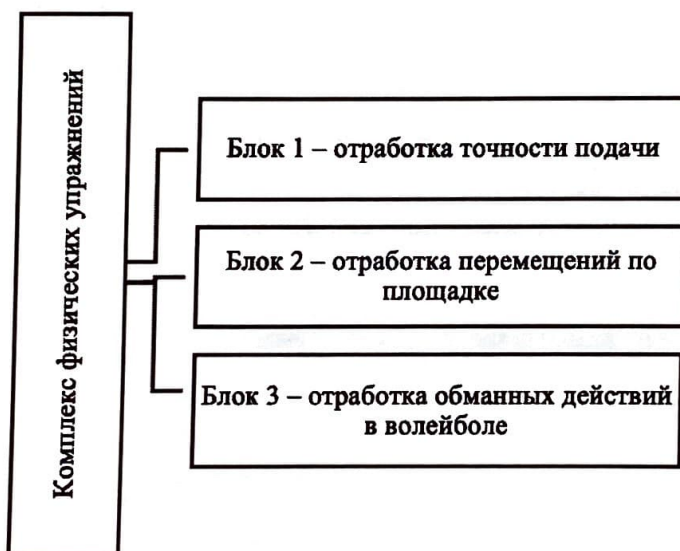 Комплекс физических упражнений
Блок 1 – отработка точности подачи
Блок 2 – отработка перемещений по
площадке
Блок 3 – отработка обманных действий
в волейболе